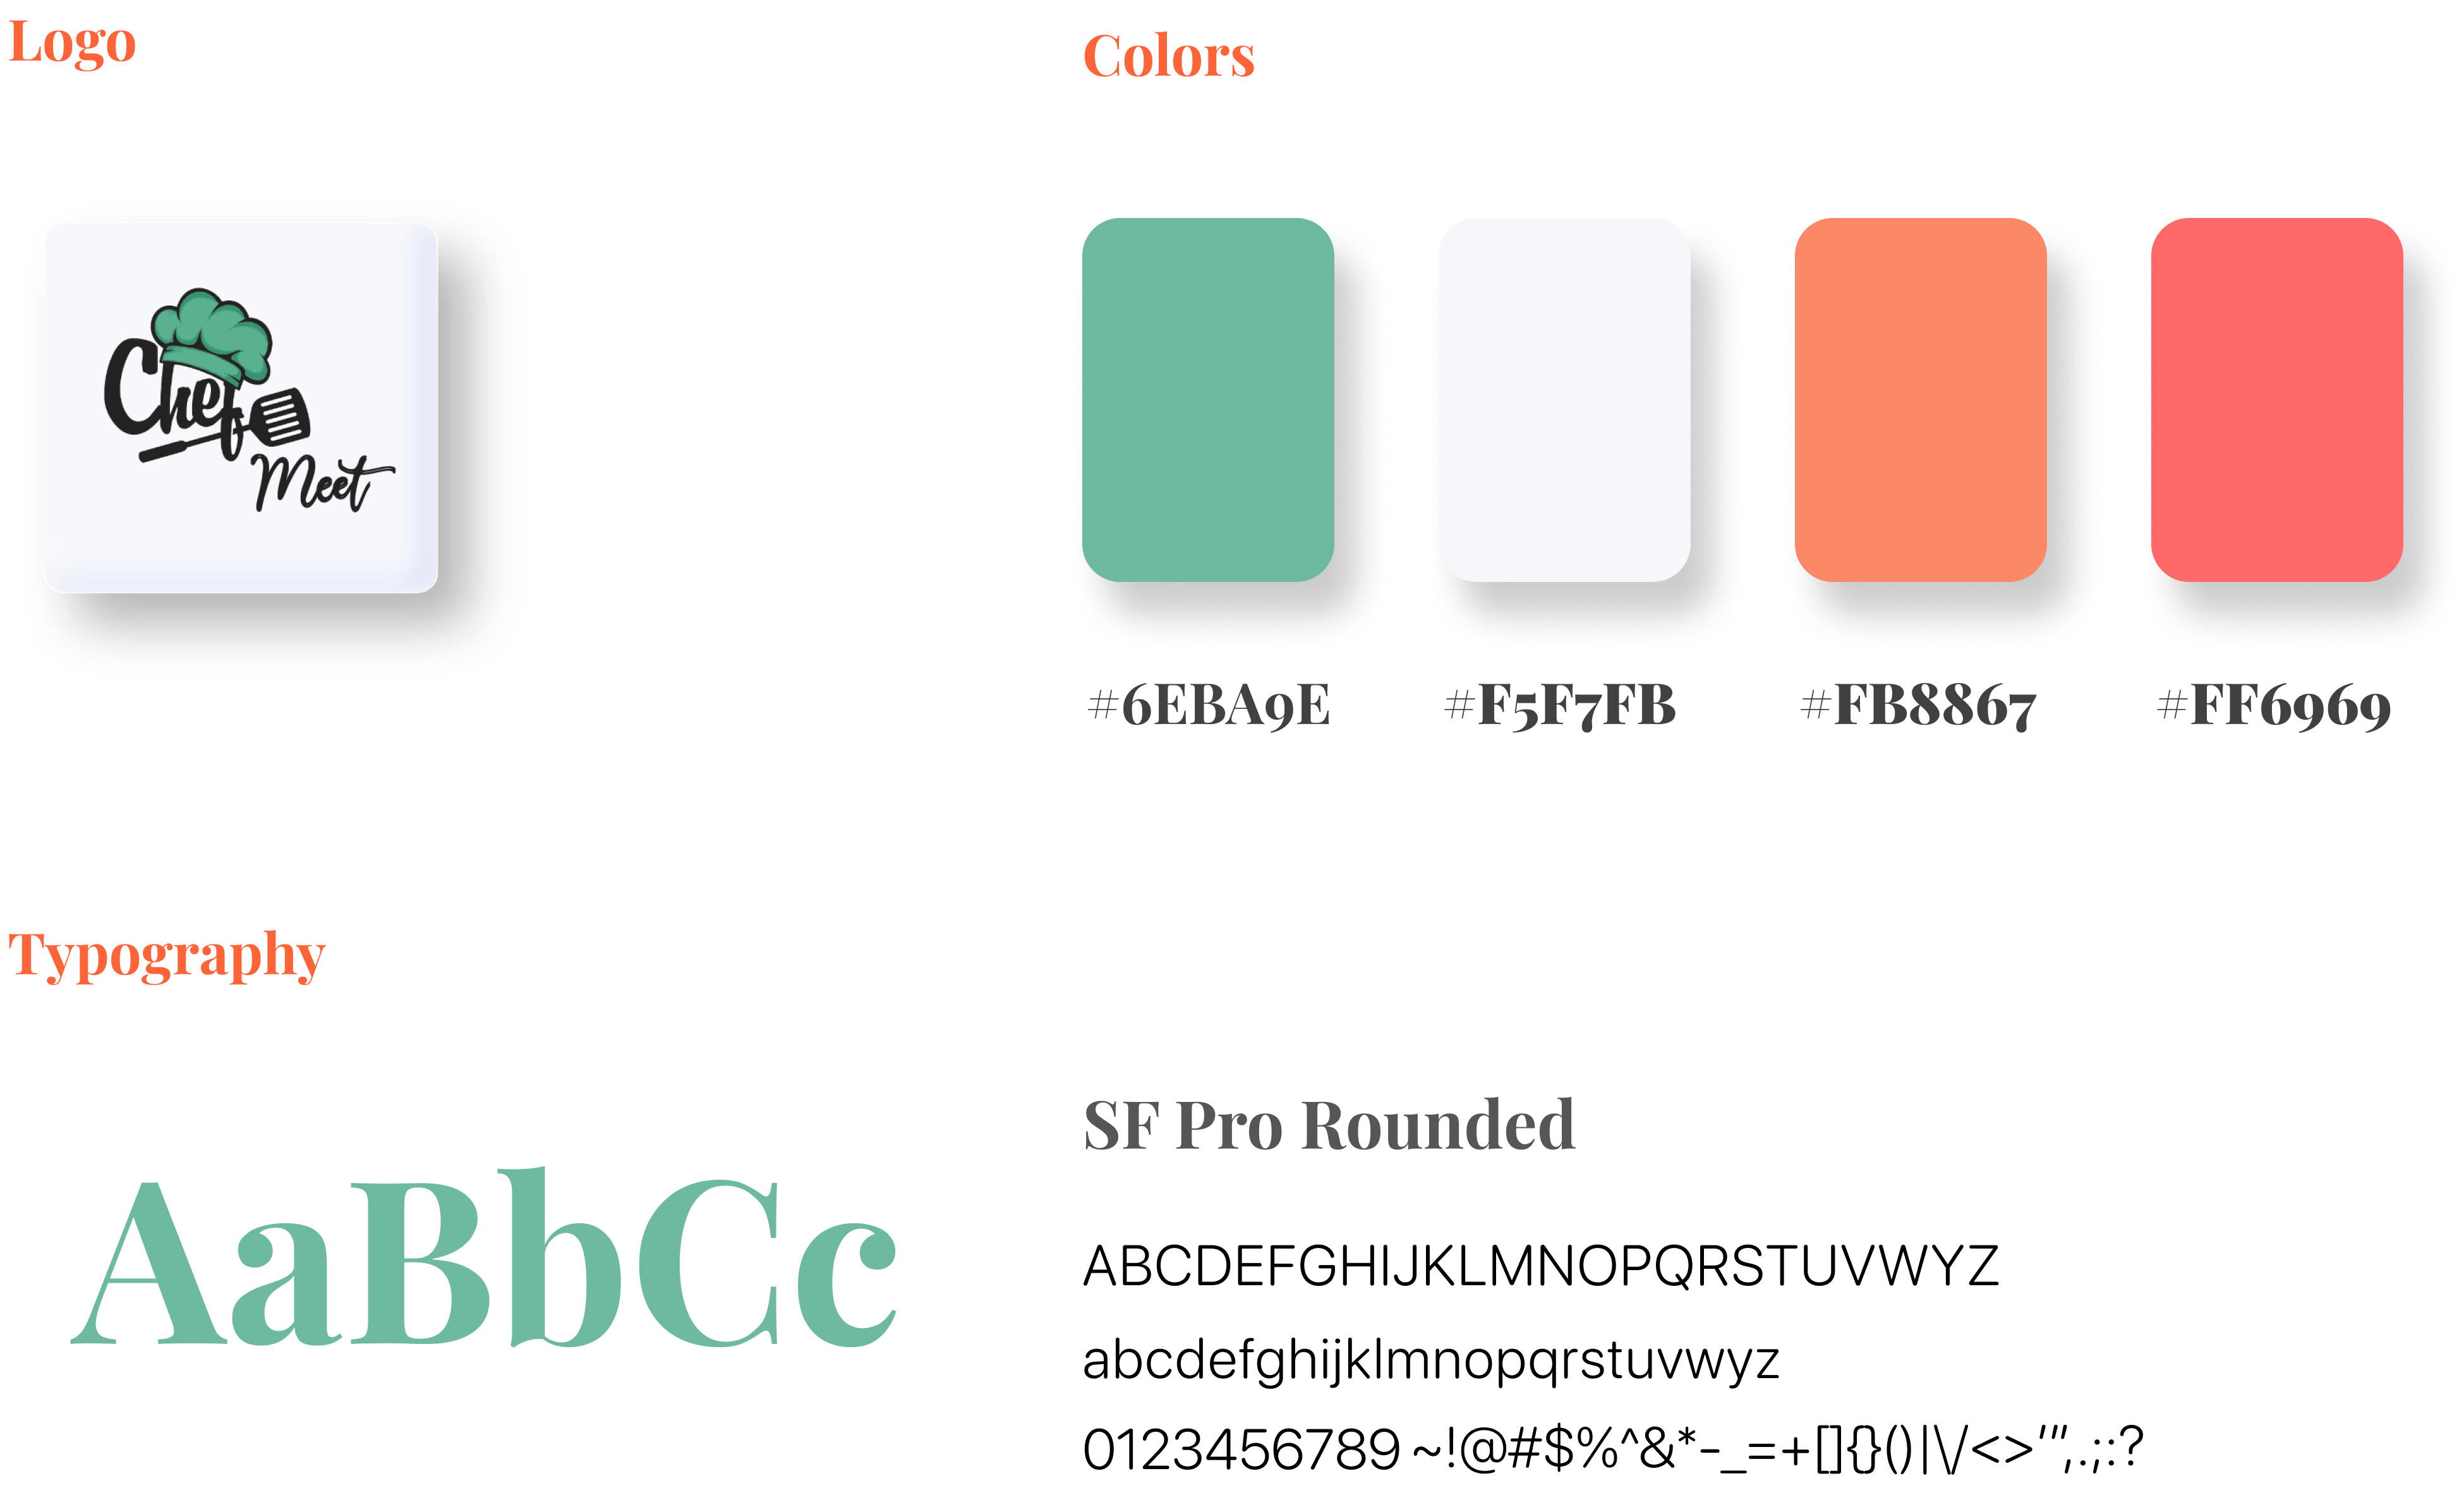 Logo
Colors
Chef
Meet
#6EBA9E
#F5F7FB
#FB8867
#FF6969
Typography
AaBbCc
SF Pro Rounded
ABCDEFGHIJKLMNOPQRSTUVWYZ
abcdefghijklmnopqrstuvwyz
0123456789 ~!@#$%^&*-_=+[]{}()|\/<>'",.;:?